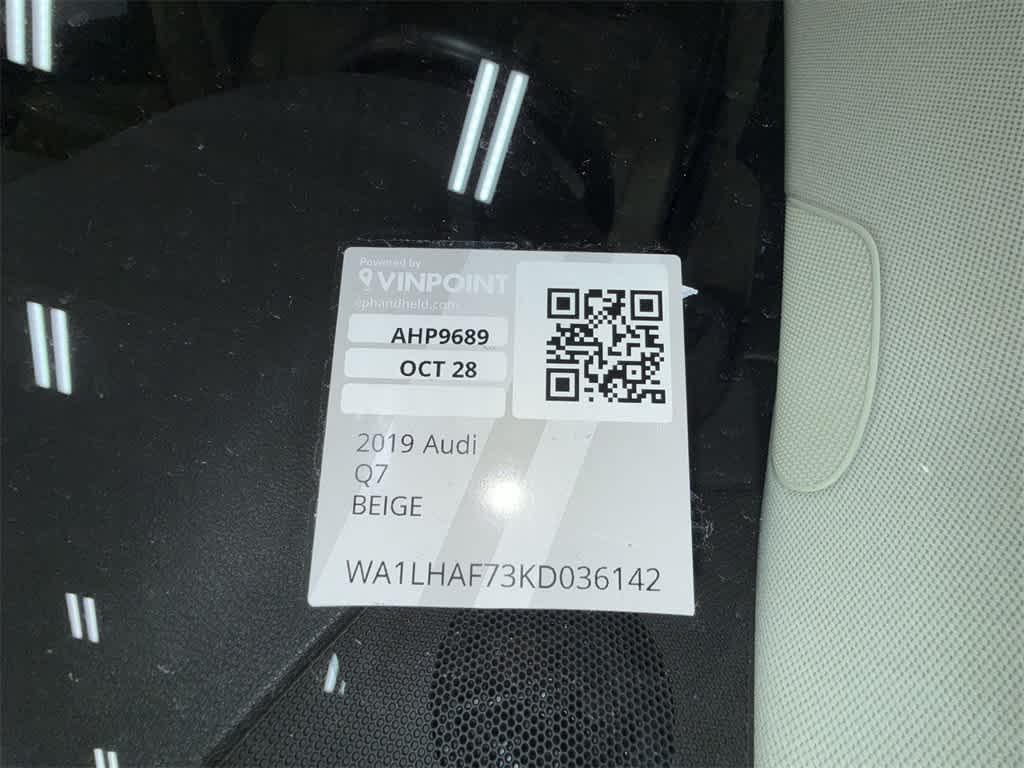 Powered by
VINPOINT
ephandheld.com
AHP9689
OCT 28
2019 Audi
Q7
BEIGE
WA1LHAF73KD036142